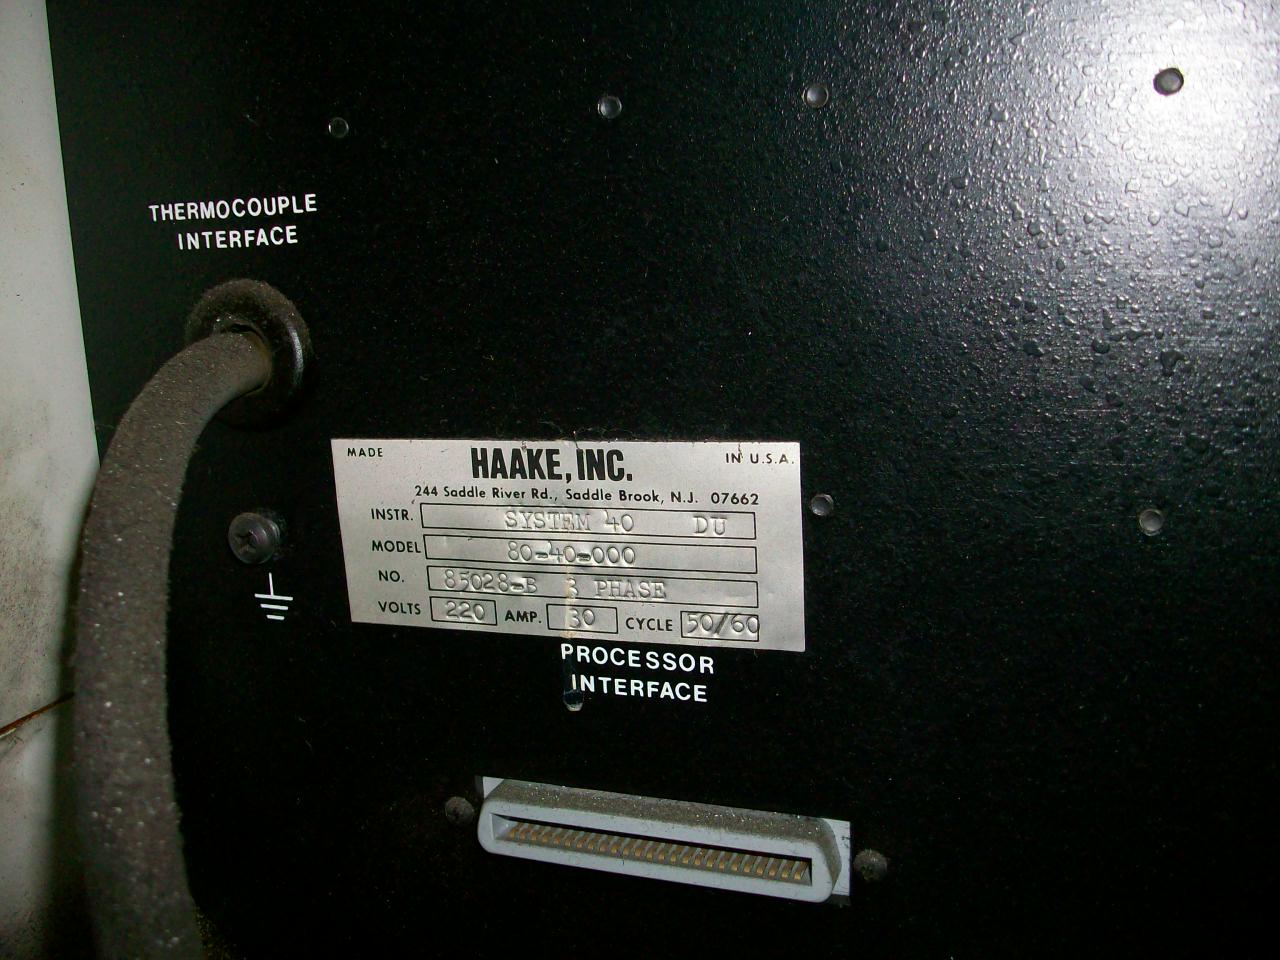 THERMOCOUPLE
INTERFACE
MADE HAAKE, INC. IN U.S.A.
244 Saddle River Rd., Saddle Brook, N.J. 07662
INSTR. SYSTEM 40 DU
MODEL 80-40-000
NO. 85028-B 3 PHASE
VOLTS 220 AMP. 30 CYCLE 50/60
PROCESSOR
INTERFACE